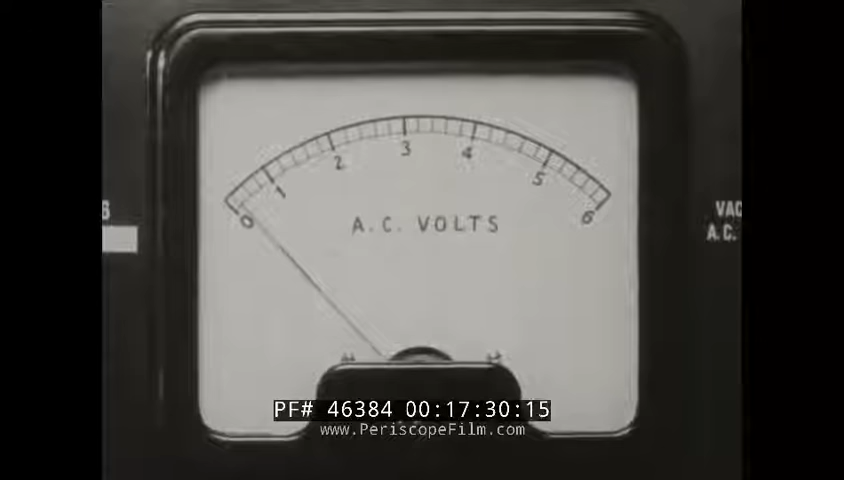 0 1 2 3 4 5 6
A.C. VOLTS
VAC
A.C.
PF# 46384 00:17:30:15
www.PeriscopeFilm.com